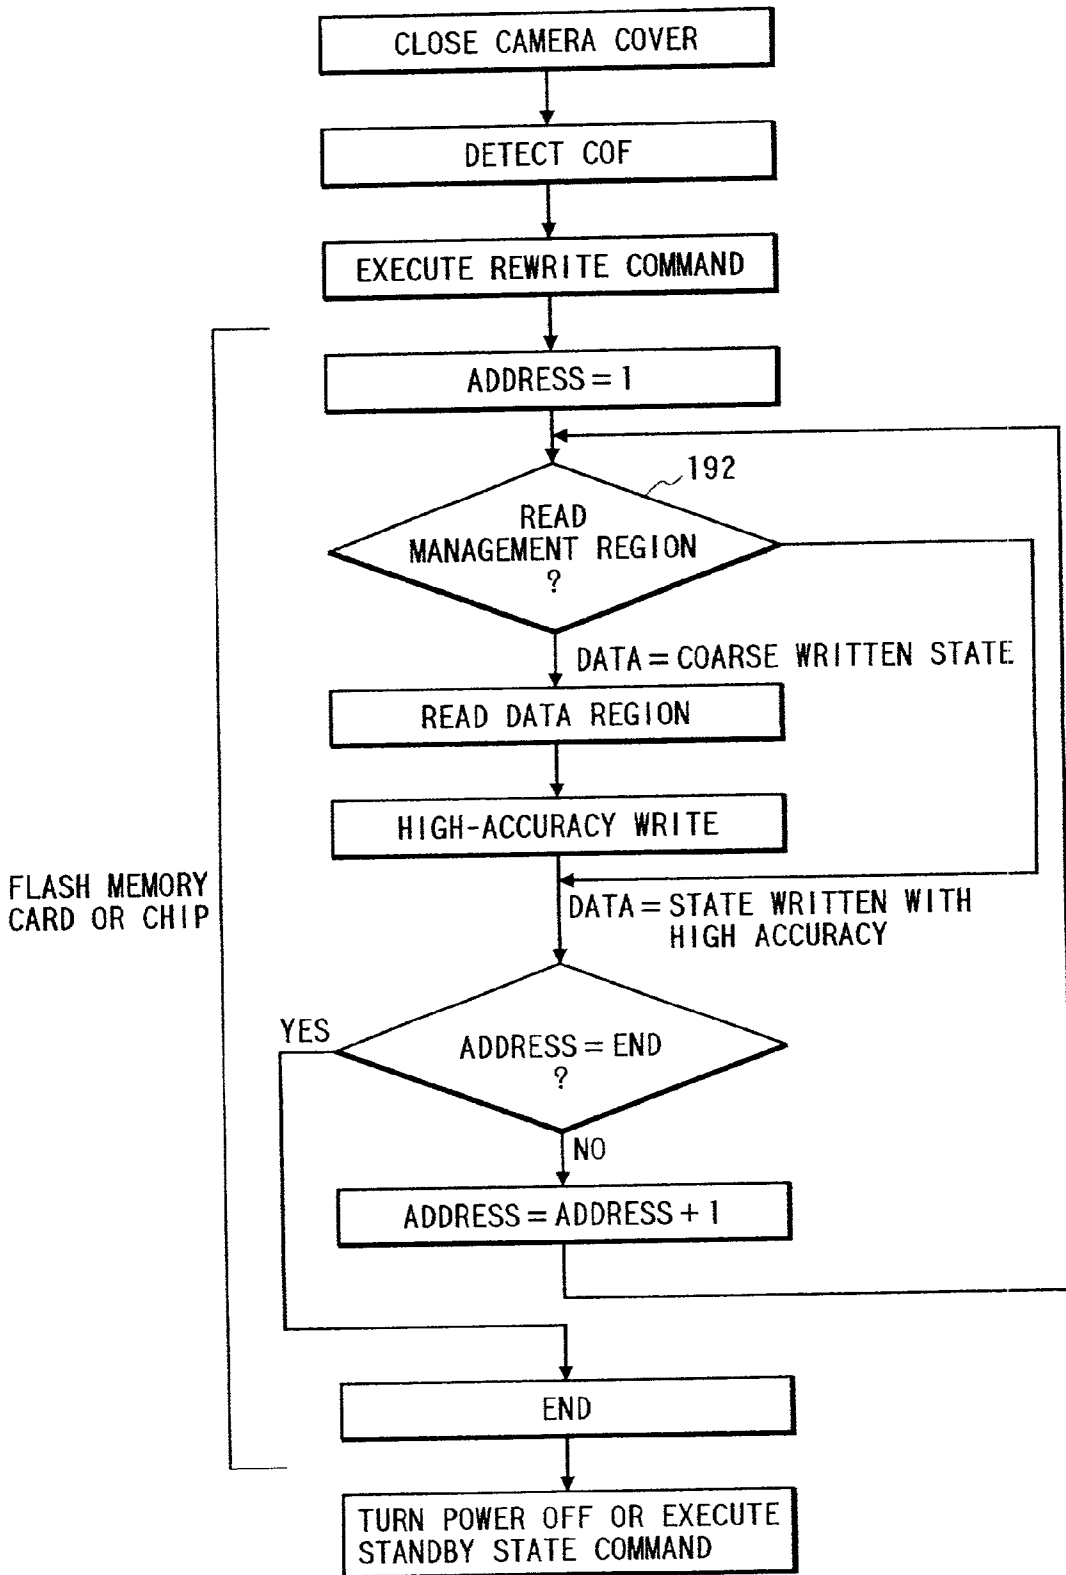 CLOSE CAMERA COVER
DETECT COF
EXECUTE REWRITE COMMAND
ADDRESS = 1
192
READ
MANAGEMENT REGION
?
DATA = COARSE WRITTEN STATE
READ DATA REGION
HIGH-ACCURACY WRITE
FLASH MEMORY
CARD OR CHIP
DATA = STATE WRITTEN WITH
HIGH ACCURACY
YES
ADDRESS = END
?
NO
ADDRESS = ADDRESS + 1
END
TURN POWER OFF OR EXECUTE
STANDBY STATE COMMAND